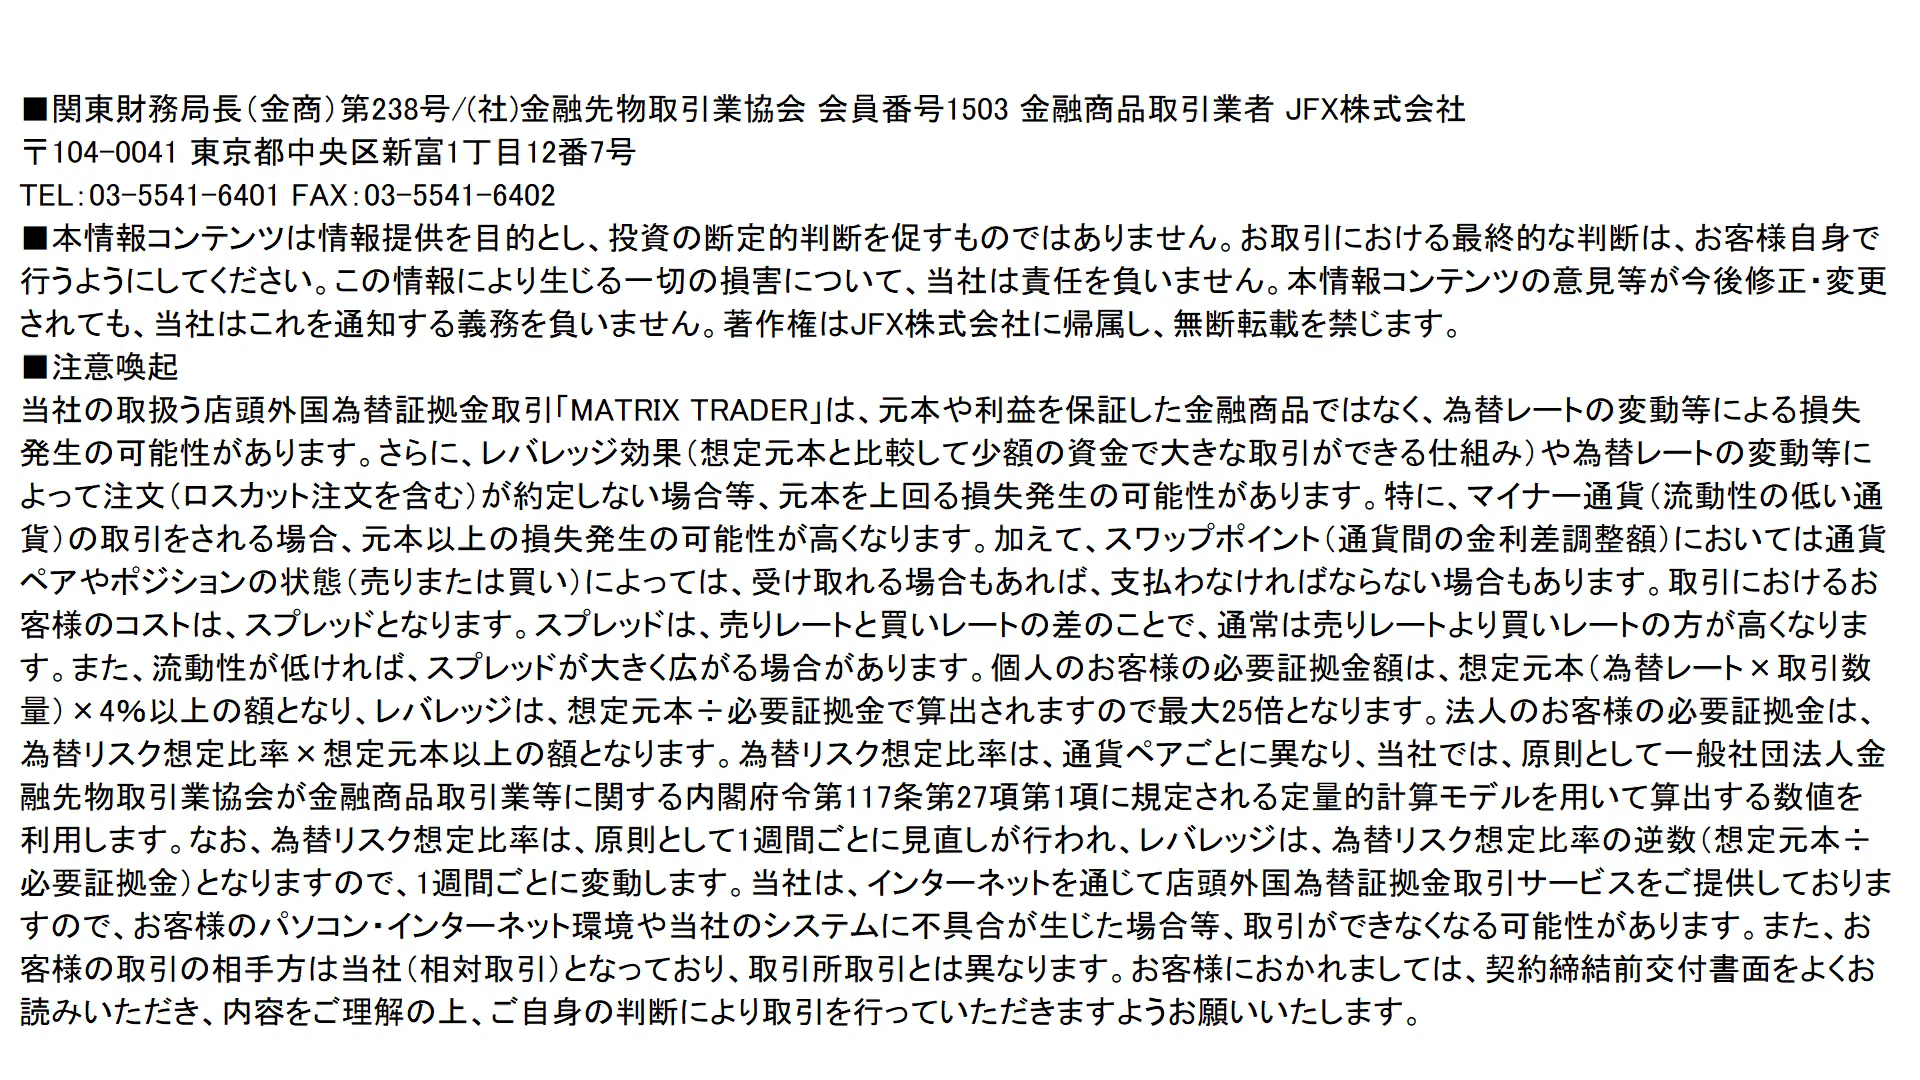 ■関東財務局長(金商)第238号/(社)金融先物取引業協会 会員番号1503 金融商品取引業者 JFX株式会社
〒104-0041 東京都中央区新富1丁目12番7号
TEL:03-5541-6401 FAX:03-5541-6402
■本情報コンテンツは情報提供を目的とし、投資の断定的判断を促すものではありません。お取引における最終的な判断は、お客様自身で
行うようにしてください。この情報により生じる一切の損害について、当社は責任を負いません。本情報コンテンツの意見等が今後修正・変更
されても、当社はこれを通知する義務を負いません。著作権はJFX株式会社に帰属し、無断転載を禁じます。
■注意喚起
当社の取扱う店頭外国為替証拠金取引「MATRIX TRADER」は、元本や利益を保証した金融商品ではなく、為替レートの変動等による損失
発生の可能性があります。さらに、レバレッジ効果(想定元本と比較して少額の資金で大きな取引ができる仕組み)や為替レートの変動等に
よって注文(ロスカット注文を含む)が約定しない場合等、元本を上回る損失発生の可能性があります。特に、マイナー通貨(流動性の低い通
貨)の取引をされる場合、元本以上の損失発生の可能性が高くなります。加えて、スワップポイント(通貨間の金利差調整額)においては通貨
ペアやポジションの状態(売りまたは買い)によっては、受け取れる場合もあれば、支払わなければならない場合もあります。取引におけるお
客様のコストは、スプレッドとなります。スプレッドは、売りレートと買いレートの差のことで、通常は売りレートより買いレートの方が高くなりま
す。また、流動性が低ければ、スプレッドが大きく広がる場合があります。個人のお客様の必要証拠金額は、想定元本(為替レート×取引数
量)×4%以上の額となり、レバレッジは、想定元本÷必要証拠金で算出されますので最大25倍となります。法人のお客様の必要証拠金は、
為替リスク想定比率×想定元本以上の額となります。為替リスク想定比率は、通貨ペアごとに異なり、当社では、原則として一般社団法人金
融先物取引業協会が金融商品取引業等に関する内閣府令第117条第27項第1項に規定される定量的計算モデルを用いて算出する数値を
利用します。なお、為替リスク想定比率は、原則として1週間ごとに見直しが行われ、レバレッジは、為替リスク想定比率の逆数(想定元本÷
必要証拠金)となりますので、1週間ごとに変動します。当社は、インターネットを通じて店頭外国為替証拠金取引サービスをご提供しておりま
すので、お客様のパソコン・インターネット環境や当社のシステムに不具合が生じた場合等、取引ができなくなる可能性があります。また、お
客様の取引の相手方は当社(相対取引)となっており、取引所取引とは異なります。お客様におかれましては、契約締結前交付書面をよくお
読みいただき、内容をご理解の上、ご自身の判断により取引を行っていただきますようお願いいたします。